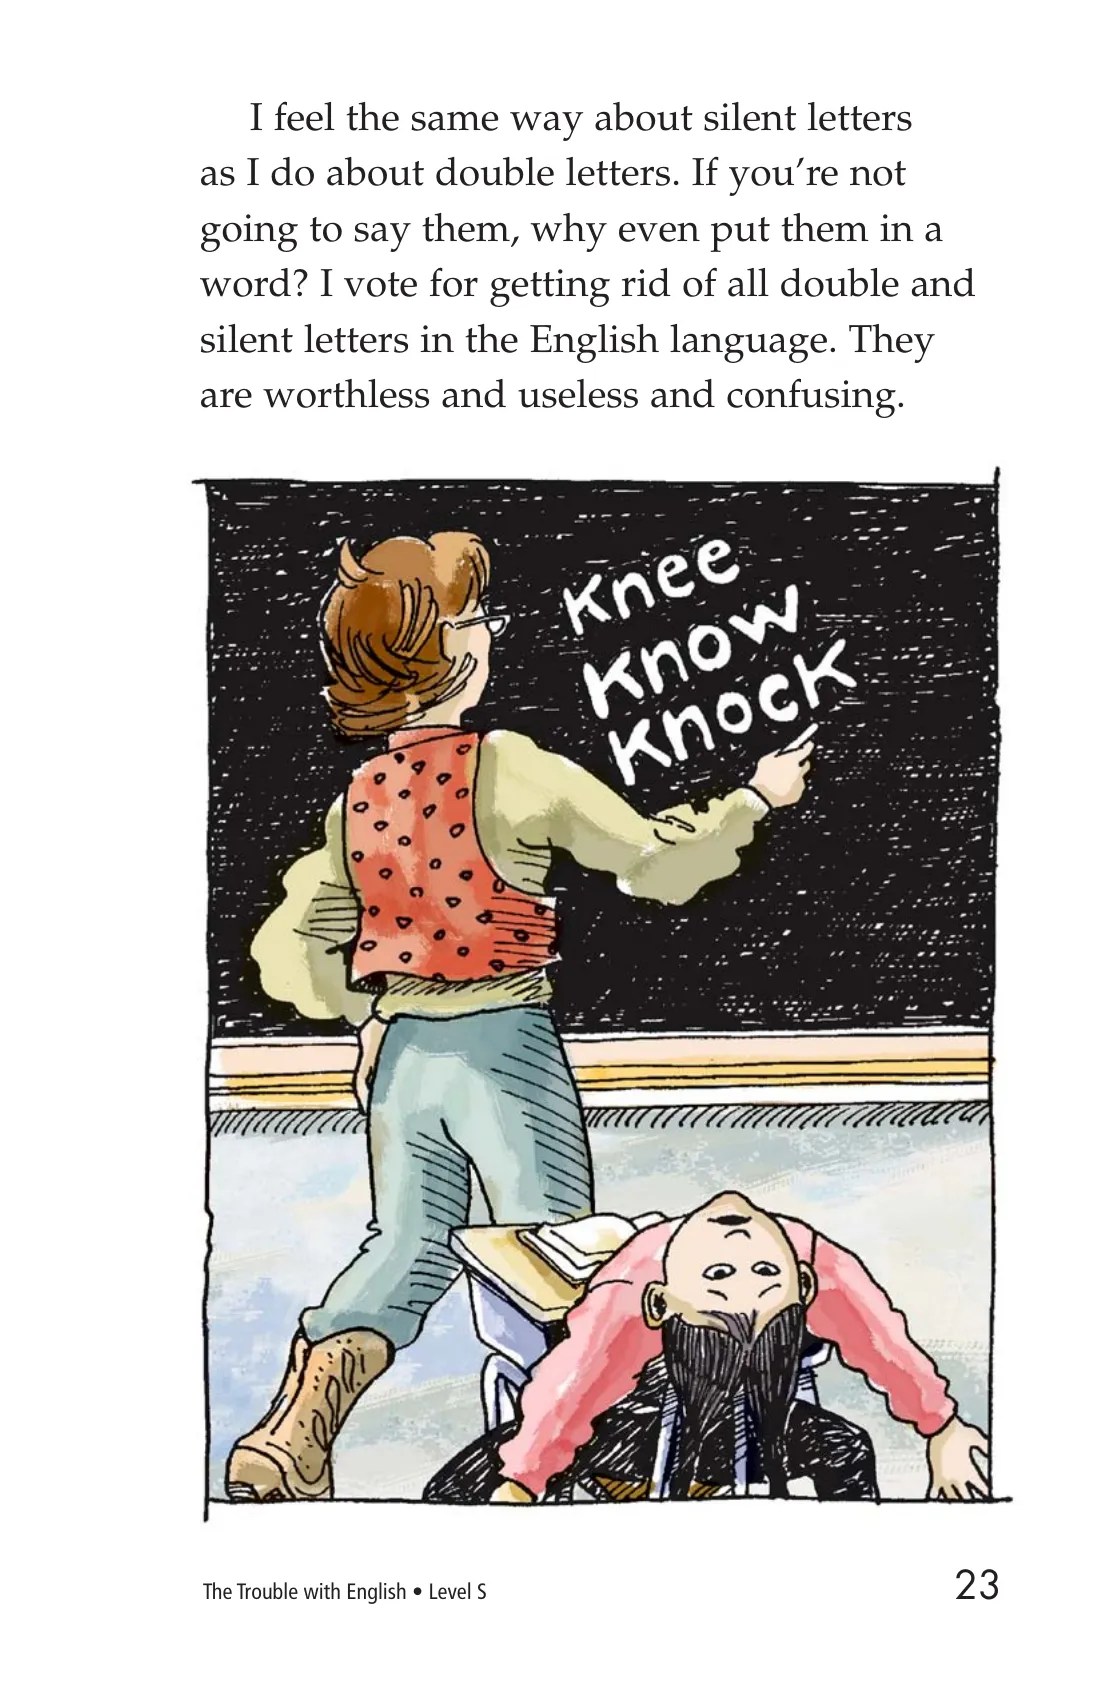 I feel the same way about silent letters
as I do about double letters. If you’re not
going to say them, why even put them in a
word? I vote for getting rid of all double and
silent letters in the English language. They
are worthless and useless and confusing.
Knee
Know
Knock
The Trouble with English • Level S
23